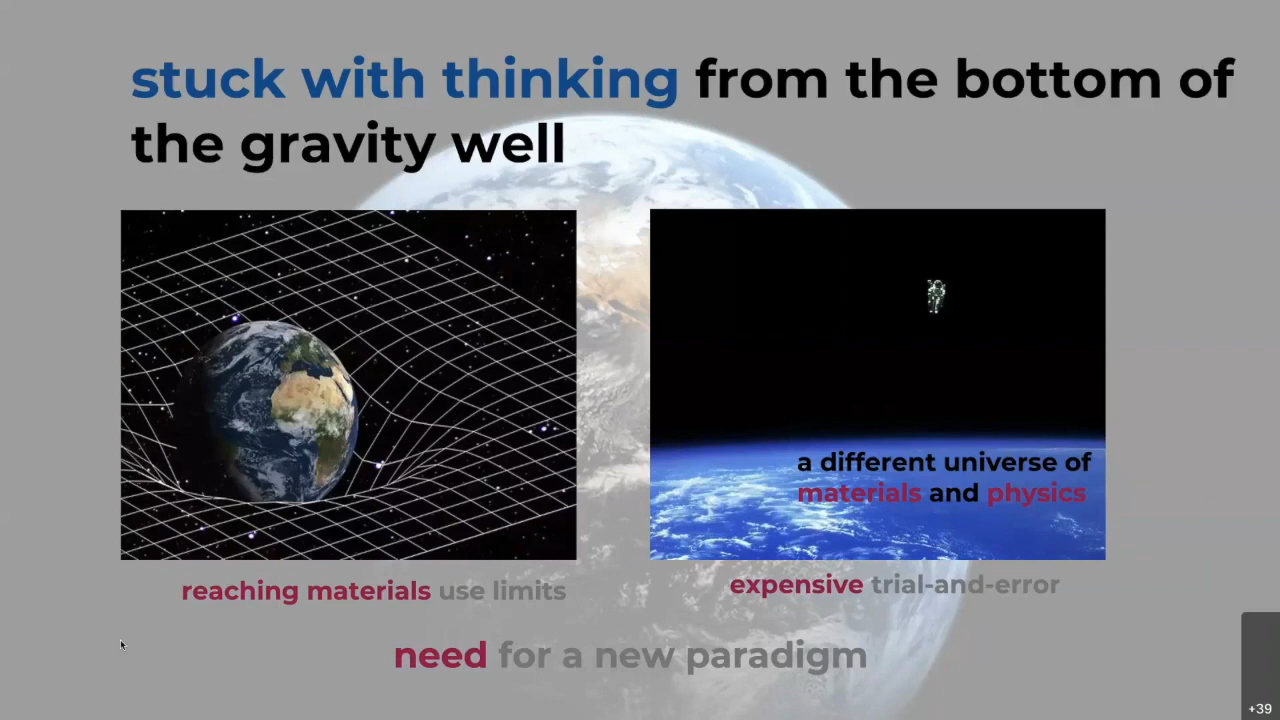 stuck with thinking from the bottom of
the gravity well
a different universe of
materials and physics
reaching materials use limits
expensive trial-and-error
need for a new paradigm
+39